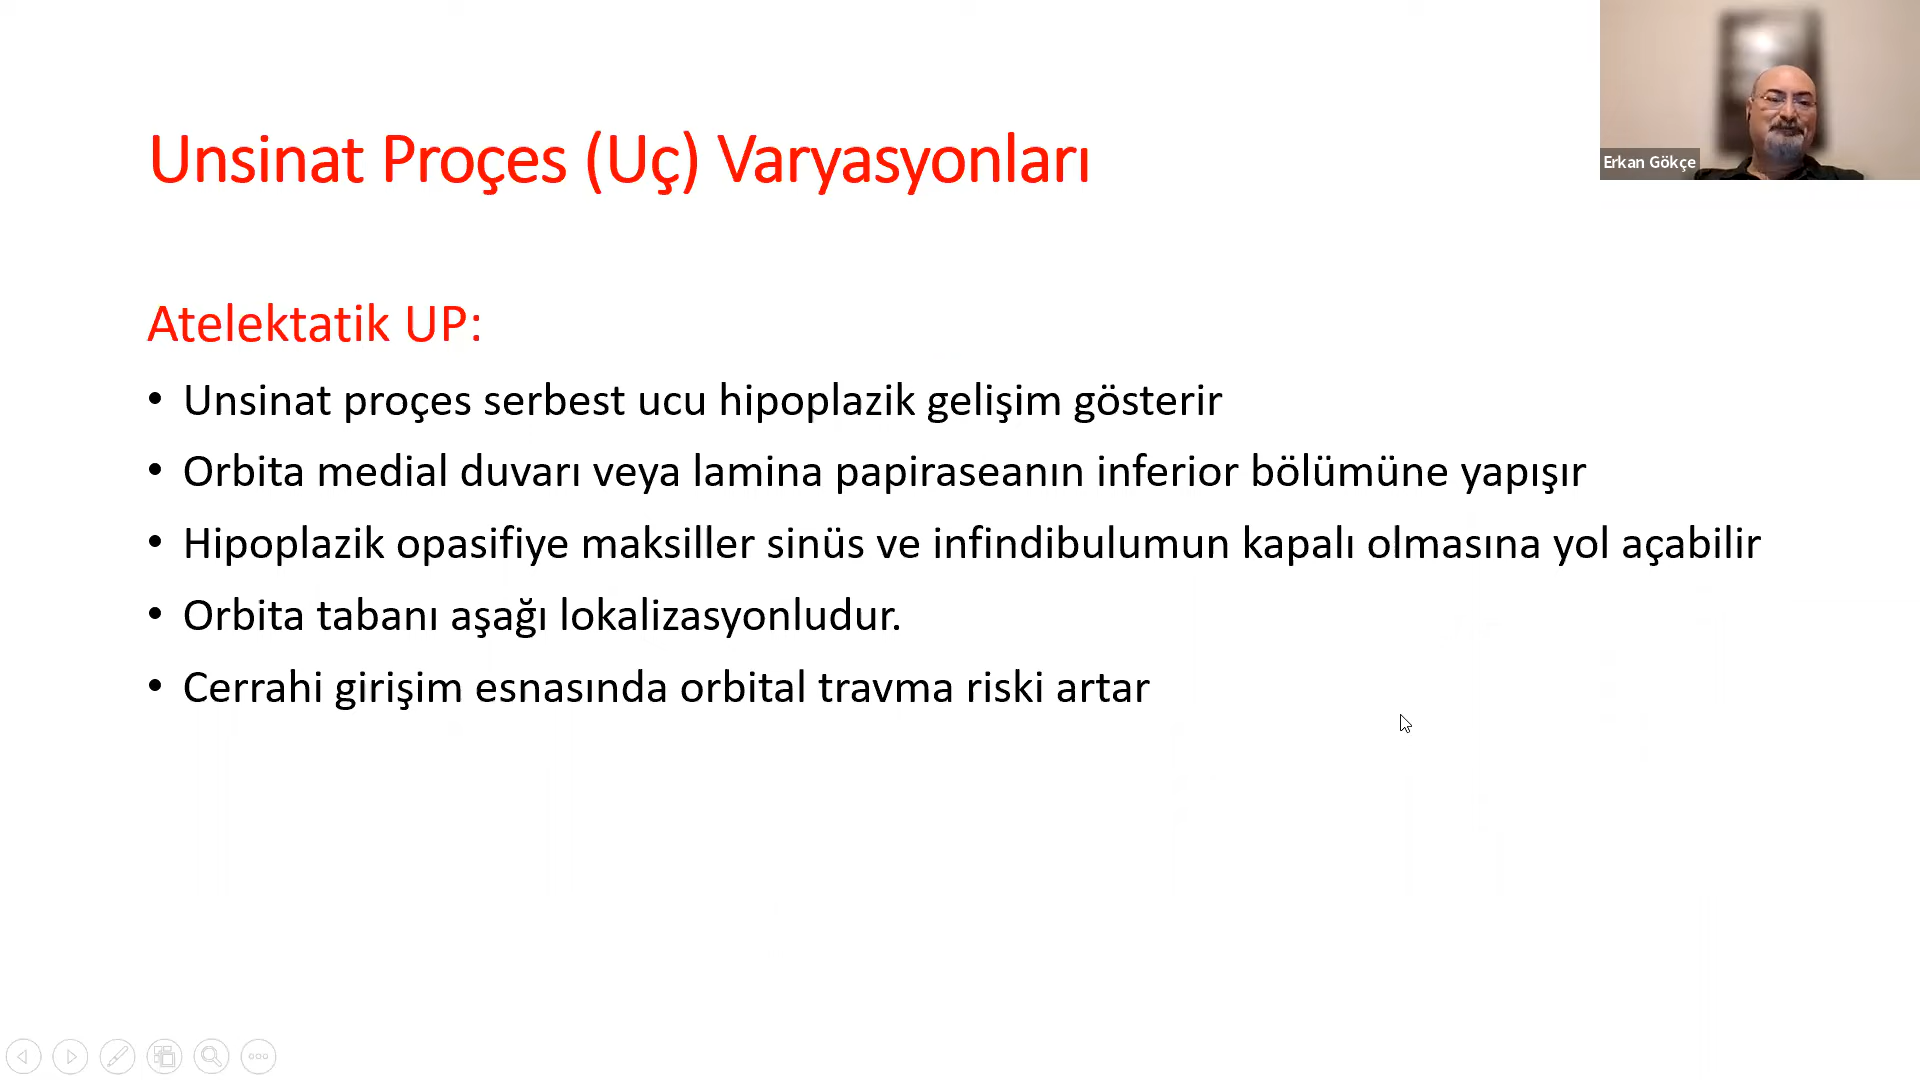 Unsinat Proçes (Uç) Varyasyonları
Erkan Gökçe
Atelektatik UP:
• Unsinat proçes serbest ucu hipoplazik gelişim gösterir
• Orbita medial duvarı veya lamina papiraseanın inferior bölümüne yapışır
• Hipoplazik opasifiye maksiller sinüs ve infindibulumun kapalı olmasına yol açabilir
• Orbita tabanı aşağı lokalizasyonludur.
• Cerrahi girişim esnasında orbital travma riski artar